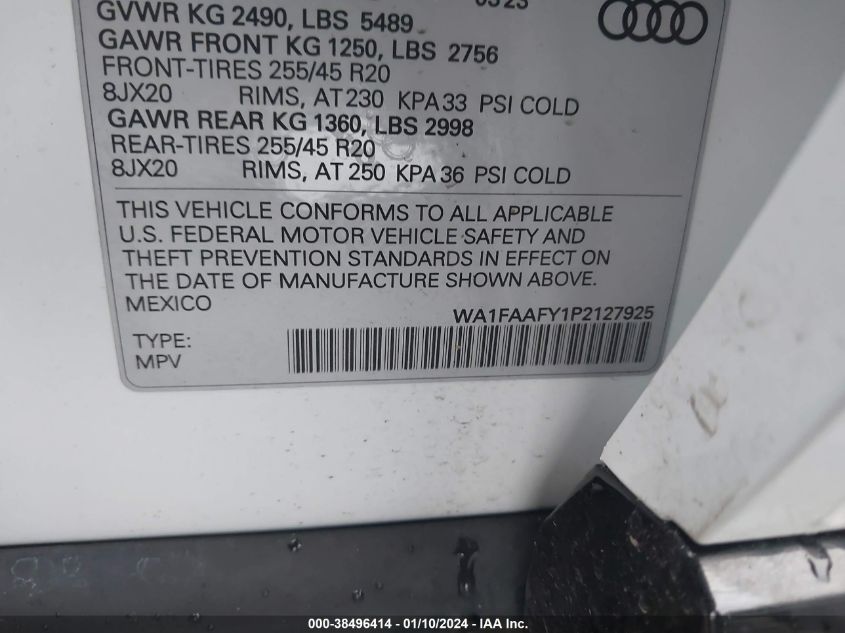 GVWR KG 2490, LBS 5489
GAWR FRONT KG 1250, LBS 2756
FRONT-TIRES 255/45 R20
8JX20 RIMS, AT 230 KPA 33 PSI COLD
GAWR REAR KG 1360, LBS 2998
REAR-TIRES 255/45 R20
8JX20 RIMS, AT 250 KPA 36 PSI COLD
THIS VEHICLE CONFORMS TO ALL APPLICABLE
U.S. FEDERAL MOTOR VEHICLE SAFETY AND
THEFT PREVENTION STANDARDS IN EFFECT ON
THE DATE OF MANUFACTURE SHOWN ABOVE.
MEXICO WA1FAAFY1P2127925
TYPE:
MPV
000-38496414 - 01/10/2024 - IAA Inc.